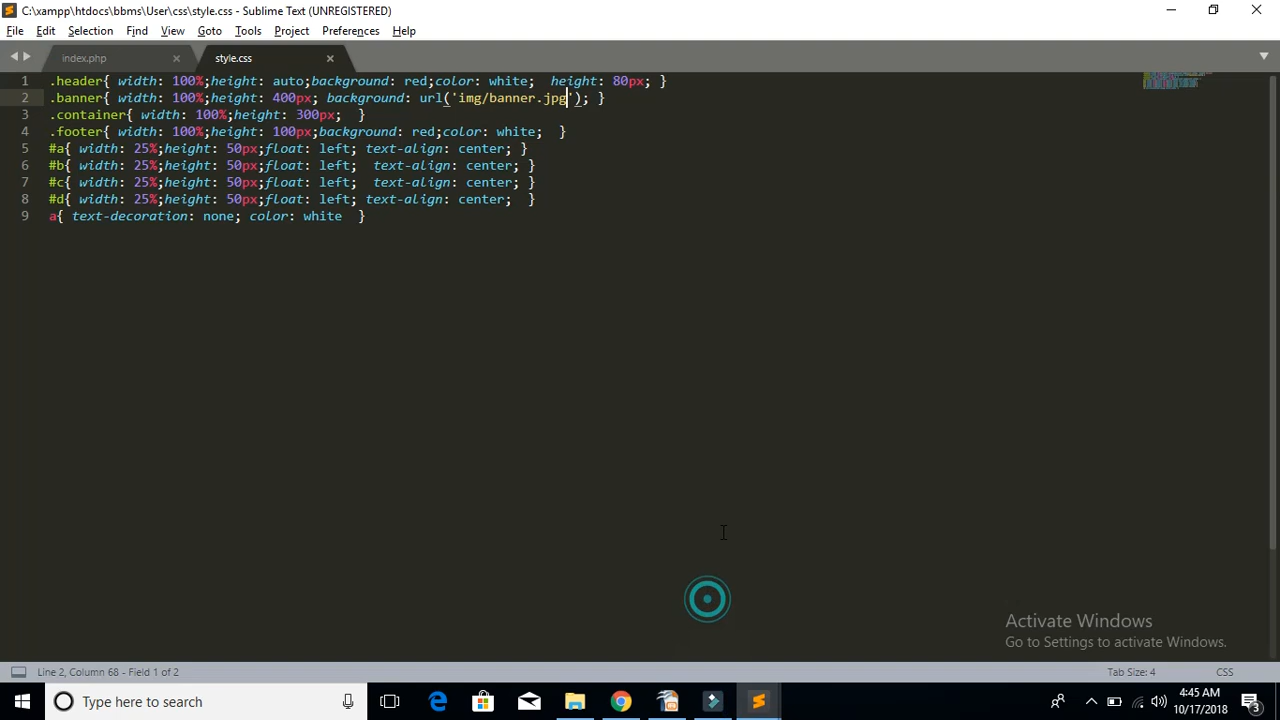 C:\xampp\htdocs\bbms\User\css\style.css - Sublime Text (UNREGISTERED)
File Edit Selection Find View Goto Tools Project Preferences Help
index.php × style.css ×
1 .header{ width: 100%;height: auto;background: red;color: white;  height: 80px; }
2 .banner{ width: 100%;height: 400px; background: url('img/banner.jpg'); }
3 .container{ width: 100%;height: 300px;  }
4 .footer{ width: 100%;height: 100px;background: red;color: white;  }
5 #a{ width: 25%;height: 50px;float: left; text-align: center; }
6 #b{ width: 25%;height: 50px;float: left;  text-align: center; }
7 #c{ width: 25%;height: 50px;float: left;  text-align: center; }
8 #d{ width: 25%;height: 50px;float: left; text-align: center;  }
9 a{ text-decoration: none; color: white  }
Activate Windows
Go to Settings to activate Windows.
Line 2, Column 68 - Field 1 of 2 Tab Size: 4 CSS
Type here to search
4:45 AM
10/17/2018
3